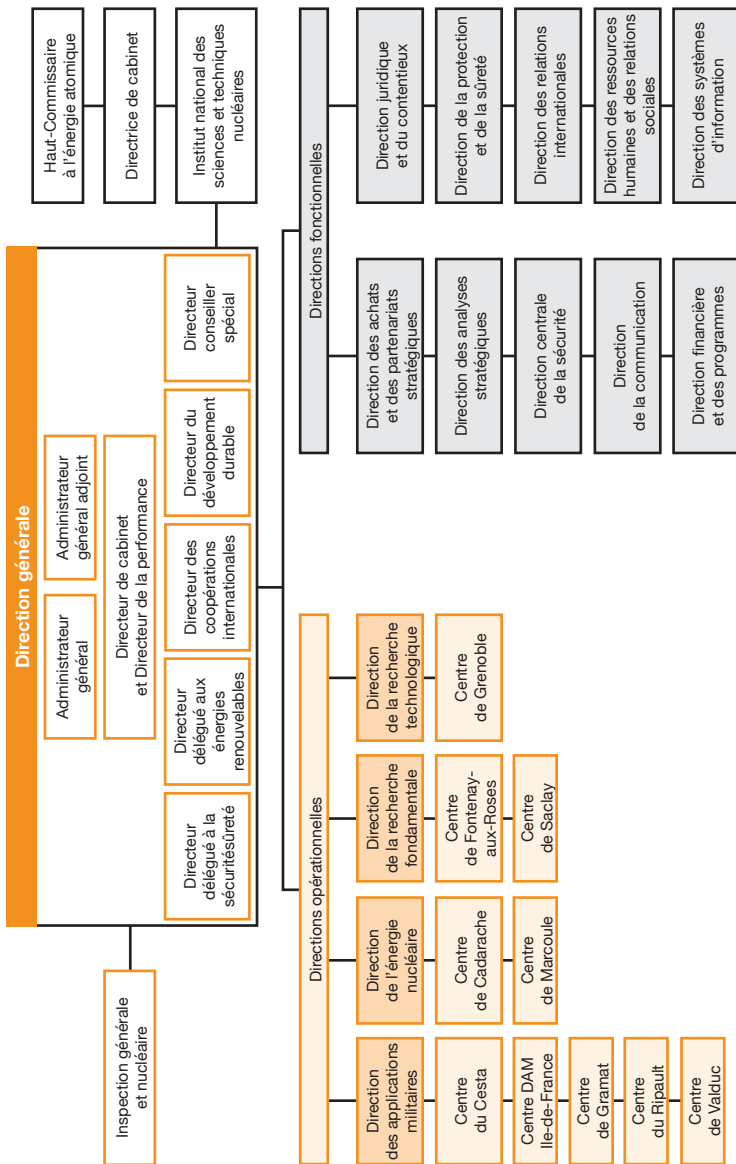 Direction générale
Administrateur
général
Administrateur
général adjoint
Directeur de cabinet
et Directeur de la performance
Directeur
délégué à la
sécuritésûreté
Directeur
délégué aux
énergies
renouvelables
Directeur des
coopérations
internationales
Directeur du
développement
durable
Directeur
conseiller
spécial
Inspection générale
et nucléaire
Haut-Commissaire
à l'énergie atomique
Directrice de cabinet
Institut national des
sciences et techniques
nucléaires
Directions opérationnelles
Direction
des applications
militaires
Centre
du Cesta
Centre DAM
Ile-de-France
Centre
de Gramat
Centre
du Ripault
Centre
de Valduc
Direction
de l'énergie
nucléaire
Centre
de Cadarache
Centre
de Marcoule
Direction
de la recherche
fondamentale
Centre
de Fontenay-
aux-Roses
Centre
de Saclay
Direction
de la recherche
technologique
Centre
de Grenoble
Directions fonctionnelles
Direction des achats
et des partenariats
stratégiques
Direction des analyses
stratégiques
Direction centrale
de la sécurité
Direction
de la communication
Direction financière
et des programmes
Direction juridique
et du contentieux
Direction de la protection
et de la sûreté
Direction des relations
internationales
Direction des ressources
humaines et des relations
sociales
Direction des systèmes
d'information